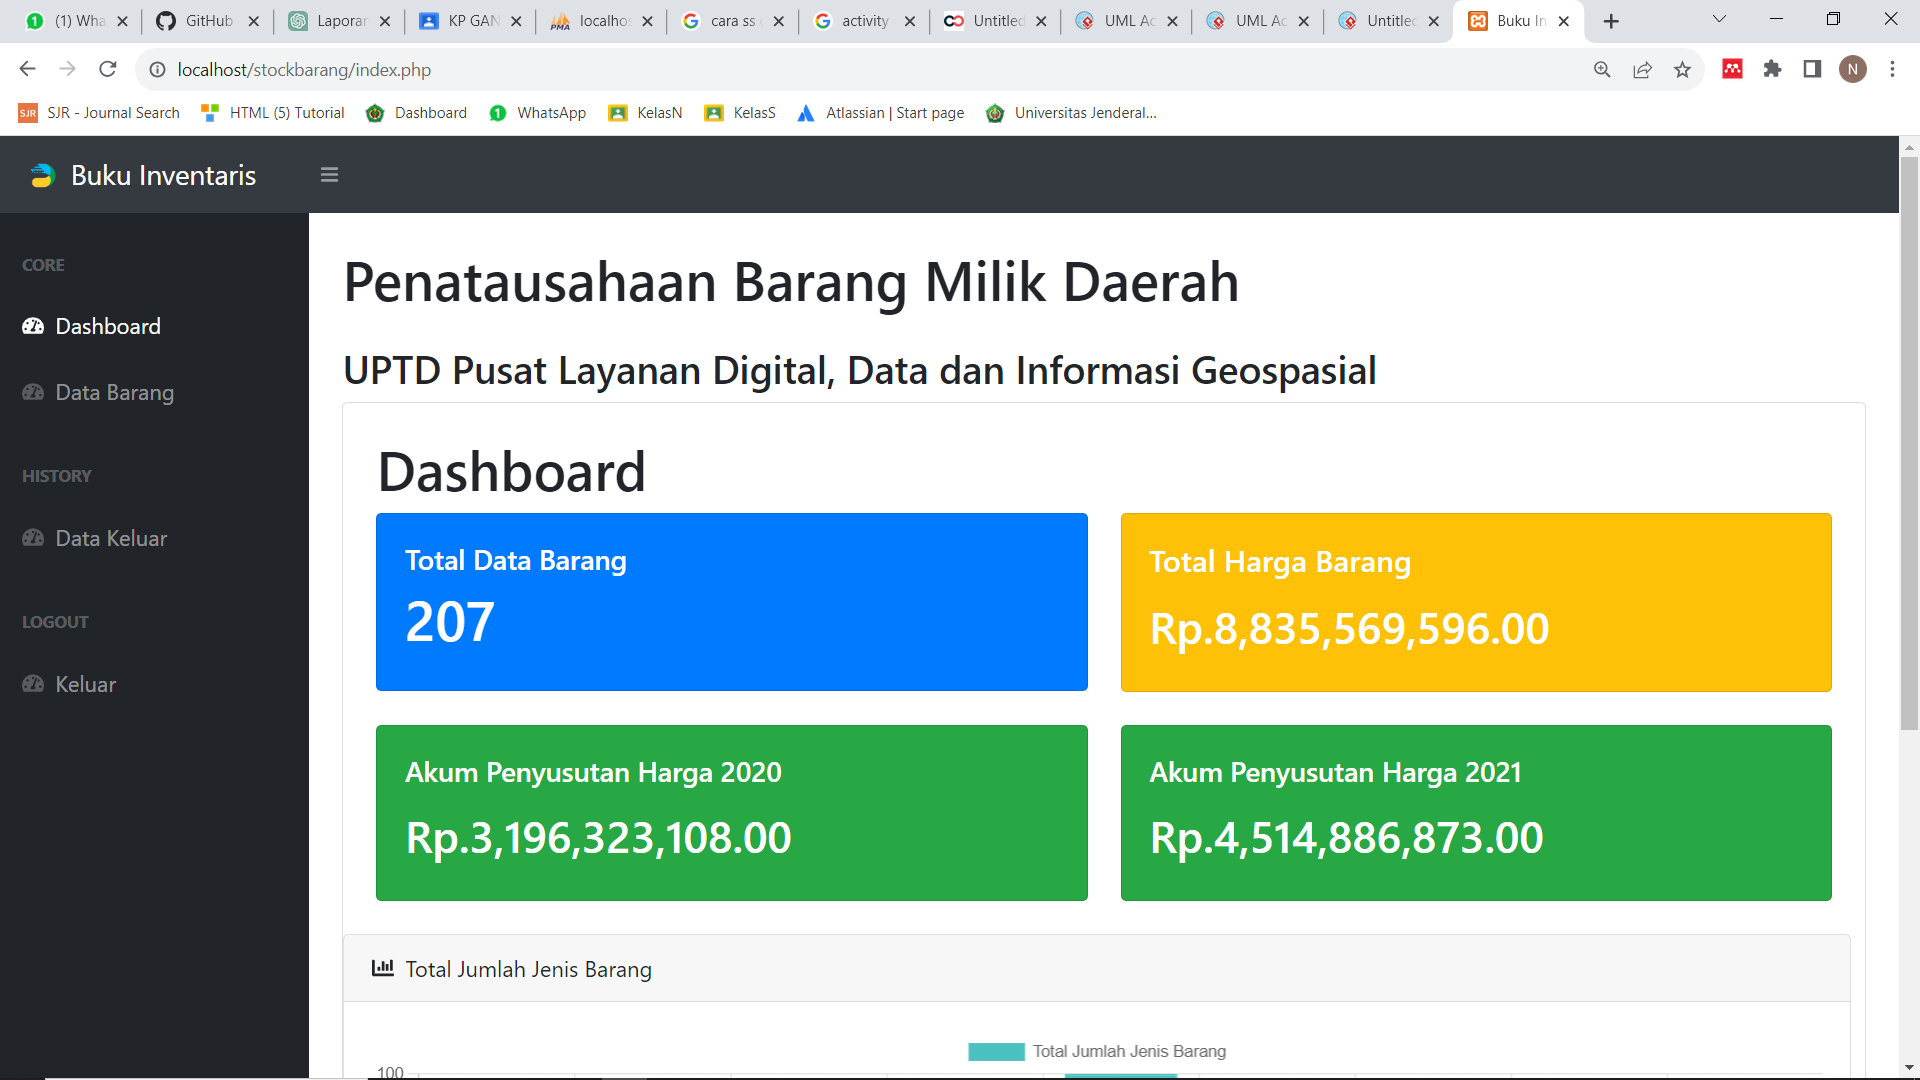 (1) Wha
GitHub
Laporan
KP GAN
localhos
cara ss
activity
Untitled
UML Ac
UML Ac
Untitled
Buku In
localhost/stockbarang/index.php
N
SJR - Journal Search
HTML (5) Tutorial
Dashboard
WhatsApp
KelasN
KelasS
Atlassian | Start page
Universitas Jenderal...
Buku Inventaris
CORE
Dashboard
Data Barang
HISTORY
Data Keluar
LOGOUT
Keluar
Penatausahaan Barang Milik Daerah
UPTD Pusat Layanan Digital, Data dan Informasi Geospasial
Dashboard
Total Data Barang
207
Total Harga Barang
Rp.8,835,569,596.00
Akum Penyusutan Harga 2020
Rp.3,196,323,108.00
Akum Penyusutan Harga 2021
Rp.4,514,886,873.00
Total Jumlah Jenis Barang
Total Jumlah Jenis Barang
100